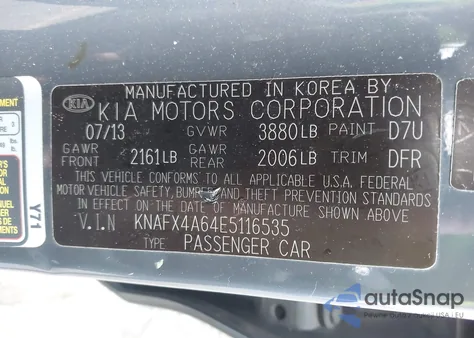 MANUFACTURED IN KOREA BY
KIA KIA MOTORS CORPORATION
07/13 GVWR 3880LB PAINT D7U
GAWR FRONT 2161LB GAWR REAR 2006LB TRIM DFR
THIS VEHICLE CONFORMS TO ALL APPLICABLE U.S.A. FEDERAL
MOTOR VEHICLE SAFETY, BUMPER AND THEFT PREVENTION STANDARDS
IN EFFECT ON THE DATE OF MANUFACTURE SHOWN ABOVE
V.I.N KNAFX4A64E5116535
TYPE PASSENGER CAR
Y71
autoSnap